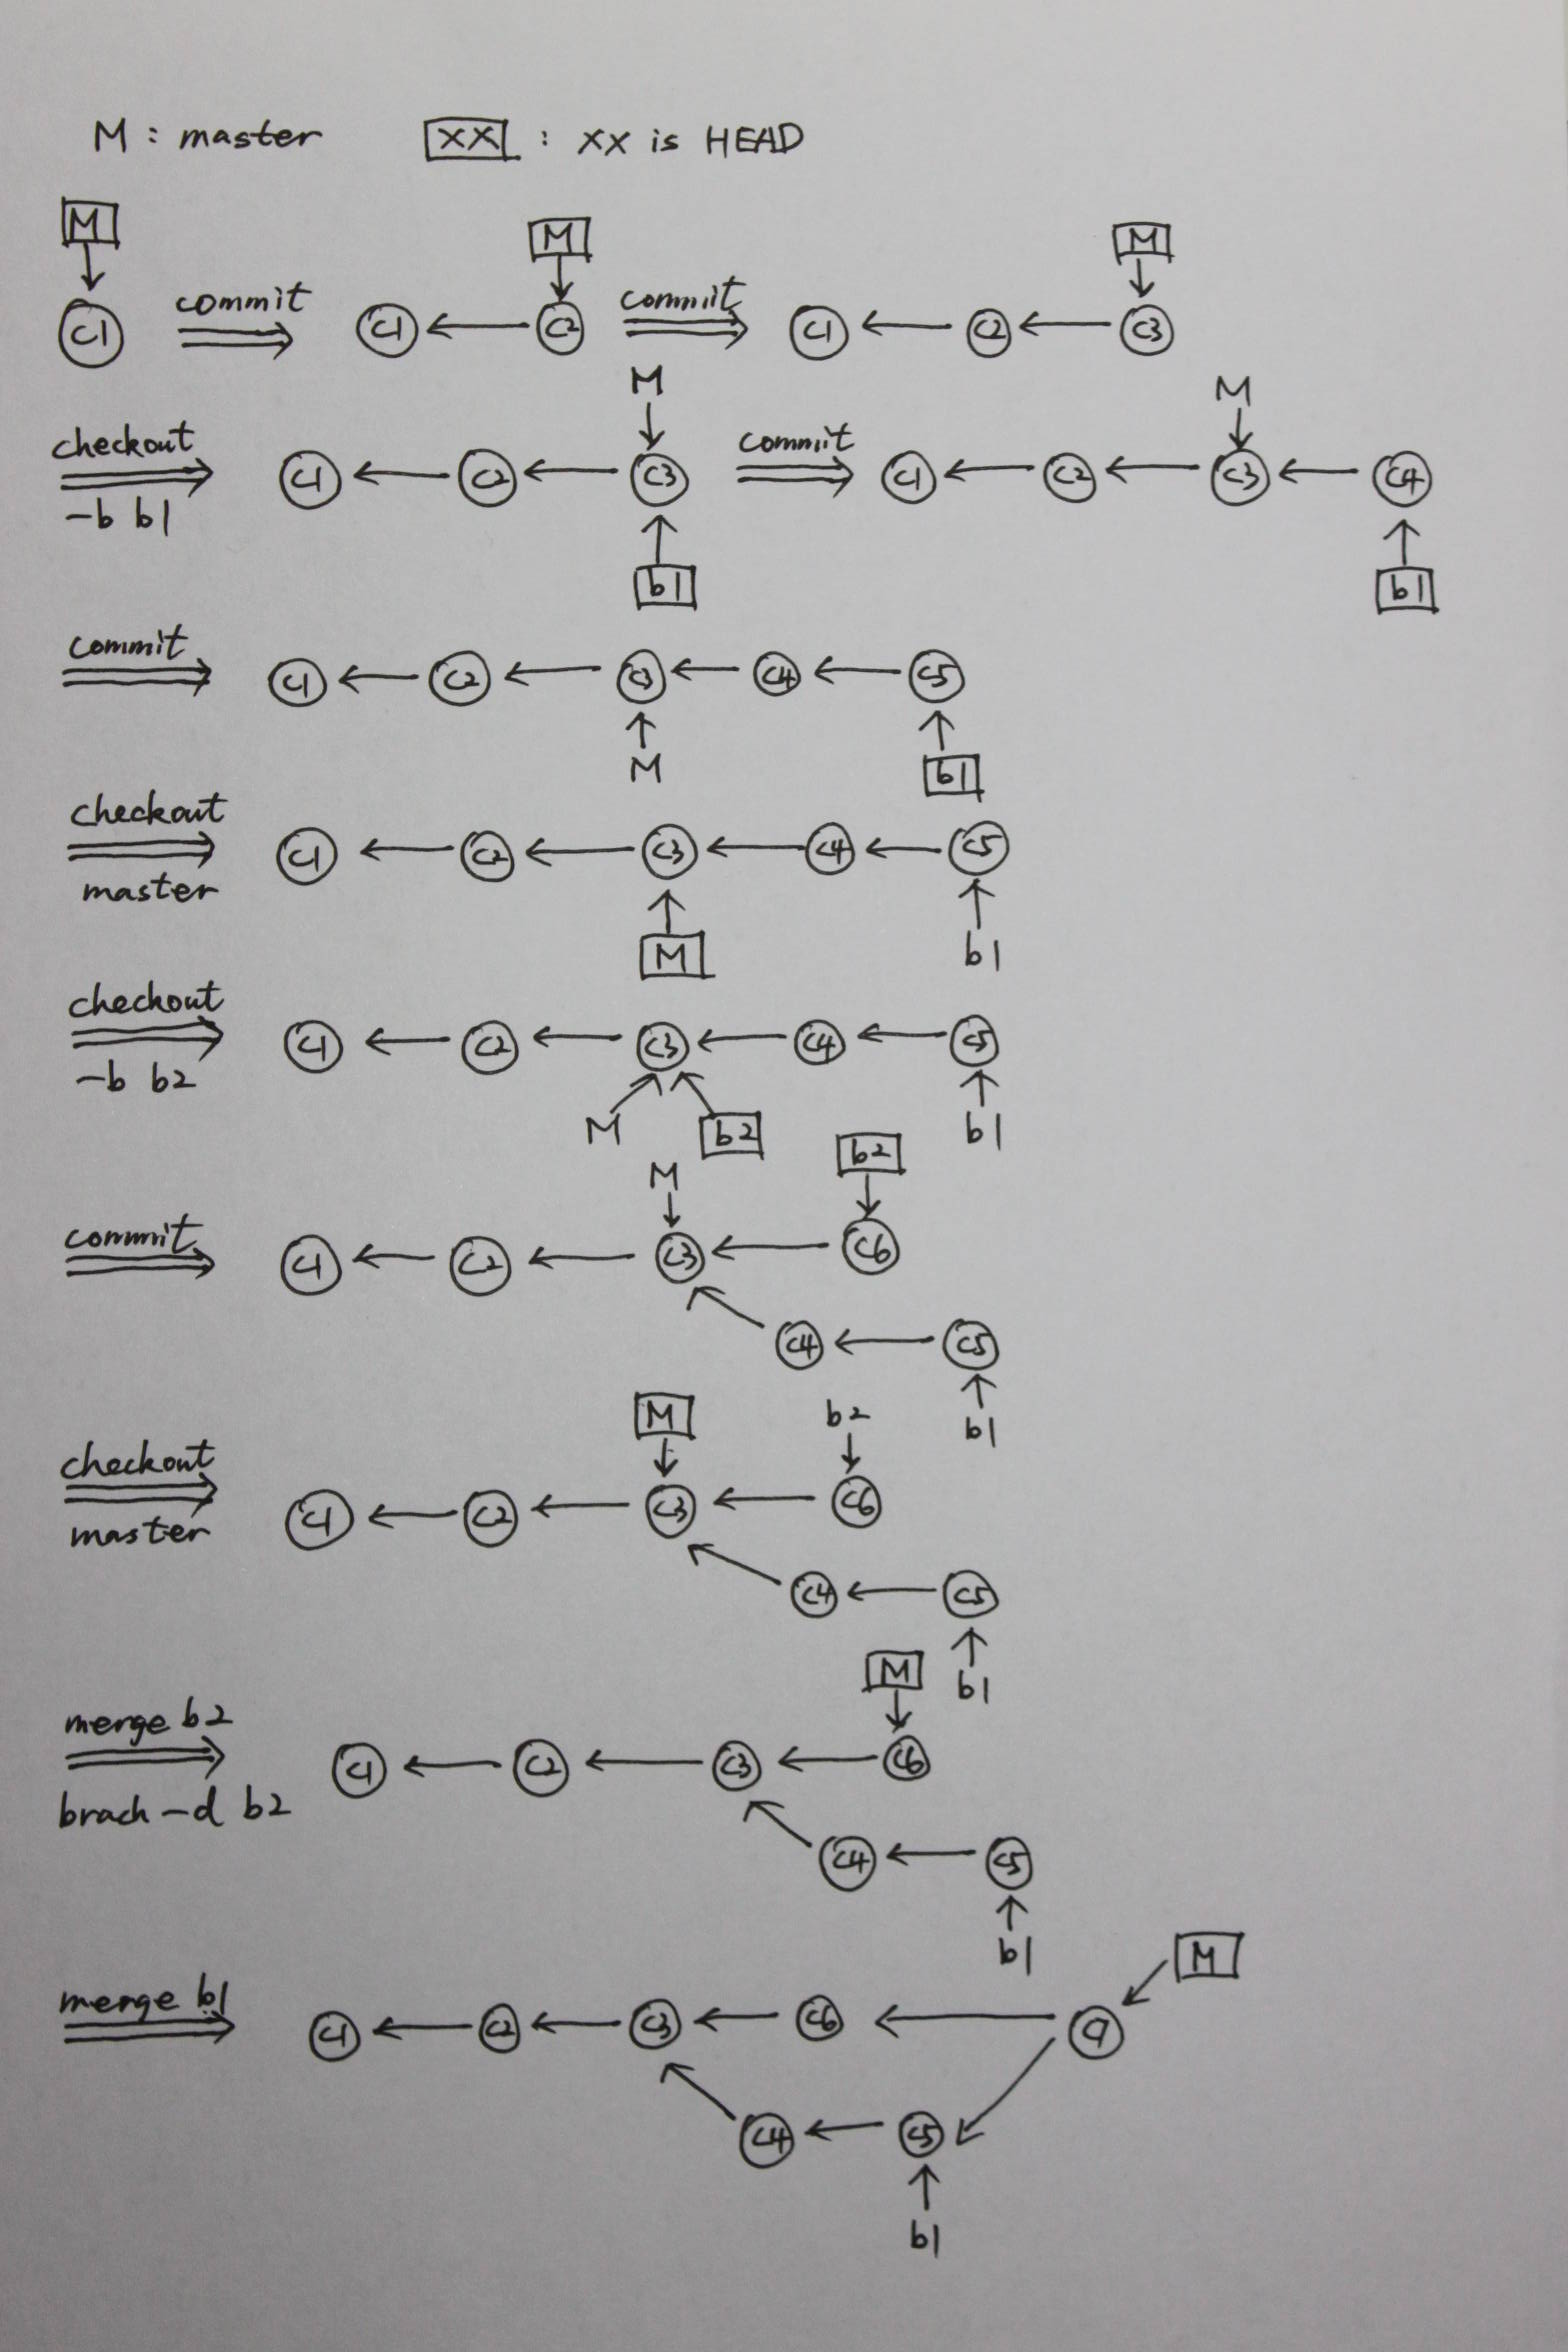 M : master XX : XX is HEAD
M M M
commit commit
C1 C1 C2 C1 C2 C3
M M
checkout commit
C1 C2 C3 C1 C2 C3 C4
-b b1
b1 b1
commit
C1 C2 C3 C4 C5
M b1
checkout
C1 C2 C3 C4 C5
master
M b1
checkout
C1 C2 C3 C4 C5
-b b2
M b2 b1
M b2
commit
C1 C2 C3 C6
C4 C5
b1
M b2
checkout
C1 C2 C3 C6
master
C4 C5
b1
M
merge b2
C1 C2 C3 C6
brach -d b2
C4 C5
b1
M
merge b1
C1 C2 C3 C6
C4 C5
b1